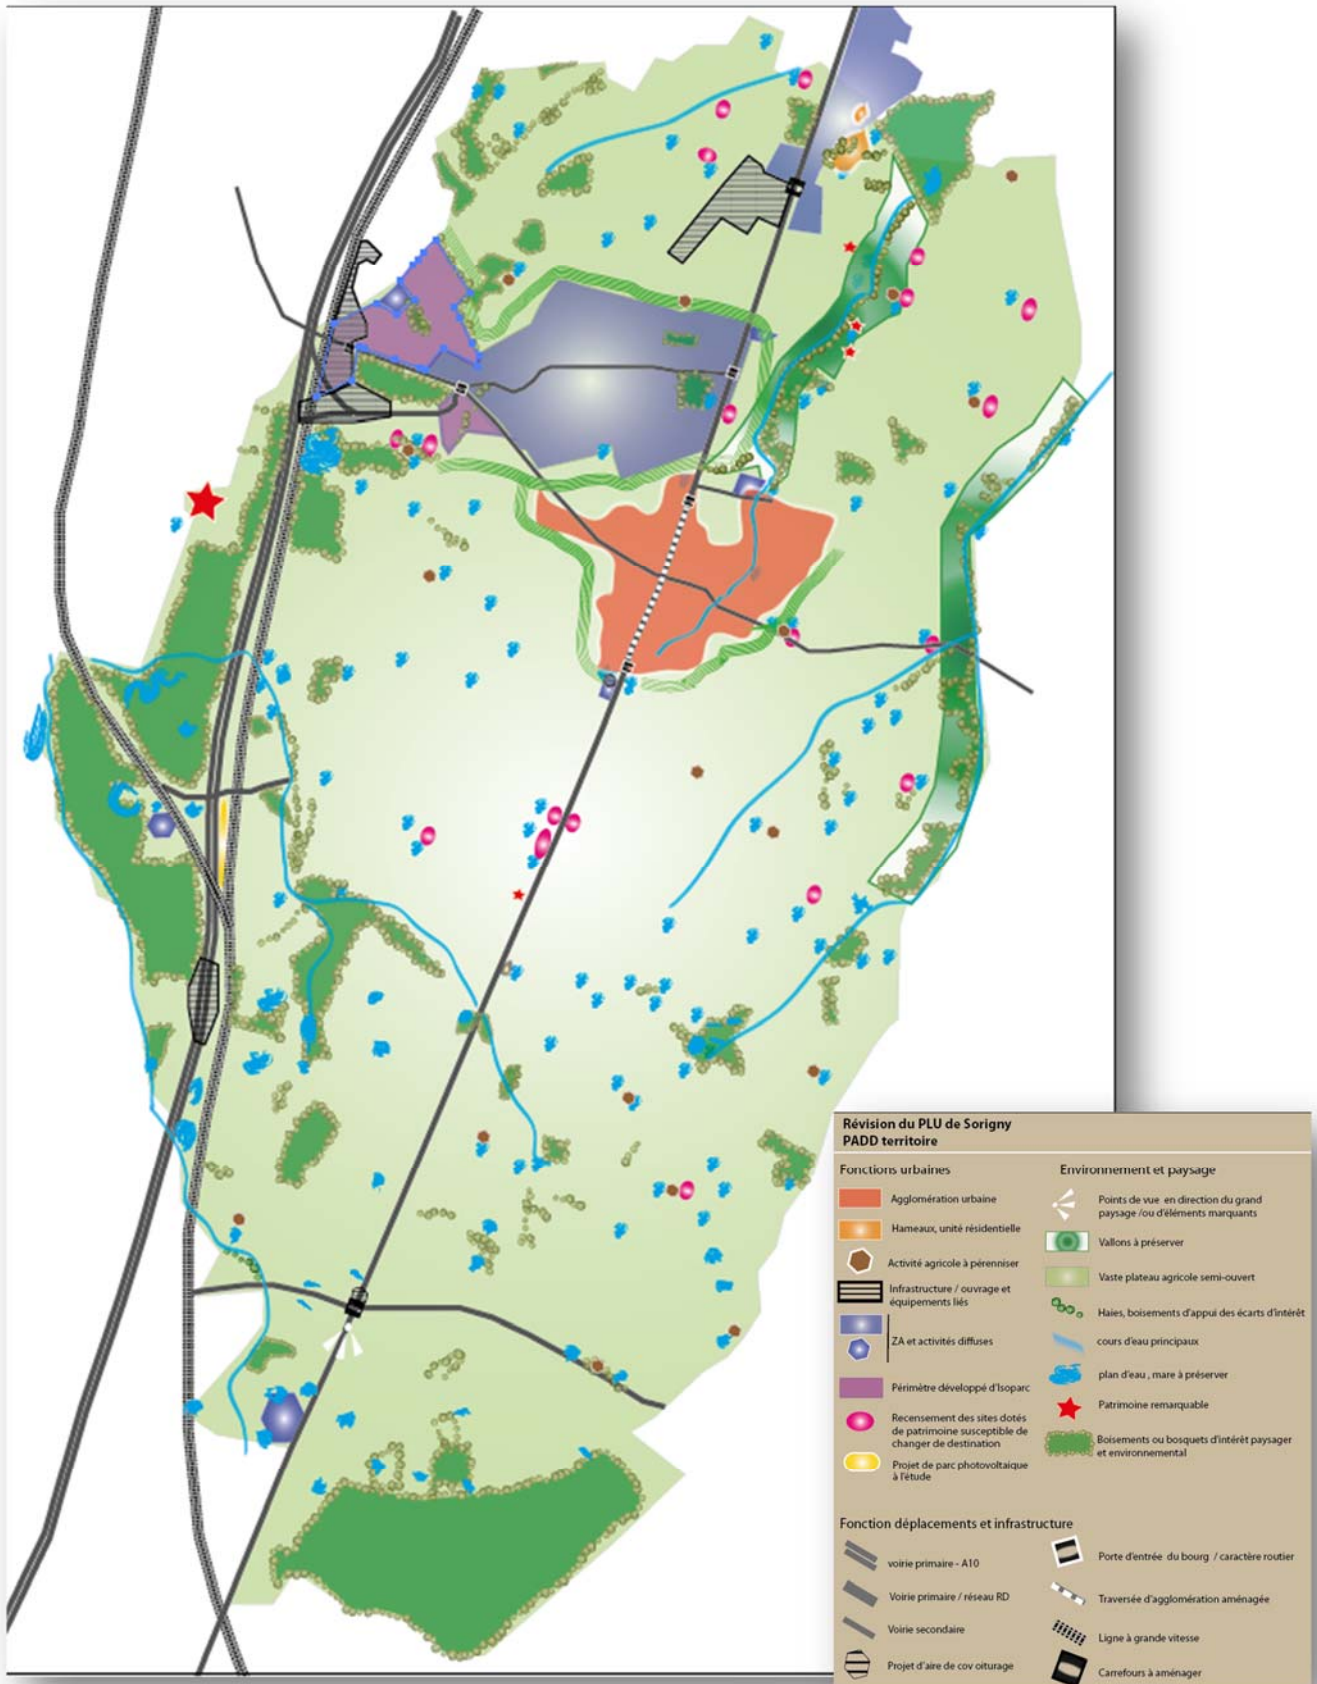 Révision du PLU de Sorigny
PADD territoire
Fonctions urbaines
Agglomération urbaine
Hameaux, unité résidentielle
Activité agricole à pérenniser
Infrastructure / ouvrage et
équipements liés
ZA et activités diffuses
Périmètre développé d'Isoparc
Recensement des sites dotés
de patrimoine susceptible de
changer de destination
Projet de parc photovoltaique
à l'étude
Environnement et paysage
Points de vue en direction du grand
paysage /ou d'éléments marquants
Vallons à préserver
Vaste plateau agricole semi-ouvert
Haies, boisements d'appui des écarts d'intérêt
cours d'eau principaux
plan d'eau , mare à préserver
Patrimoine remarquable
Boisements ou bosquets d'intérêt paysager
et environnemental
Fonction déplacements et infrastructure
voirie primaire - A10
Voirie primaire / réseau RD
Voirie secondaire
Projet d'aire de cov oiturage
Porte d'entrée du bourg / caractère routier
Traversée d'agglomération aménagée
Ligne à grande vitesse
Carrefours à aménager